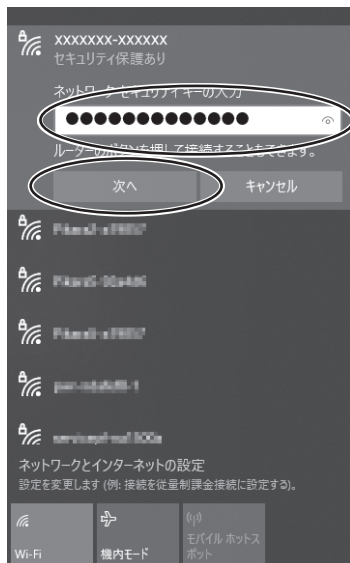 XXXXXXX-XXXXXX
セキュリティ保護あり
ネットワーク セキュリティ キーの入力
●●●●●●●●●●●●●
ルーターのボタンを押して接続することもできます。
次へ
キャンセル
ネットワークとインターネットの設定
設定を変更します (例: 接続を従量制課金接続に設定する)。
Wi-Fi
機内モード
モバイル ホットス
ポット